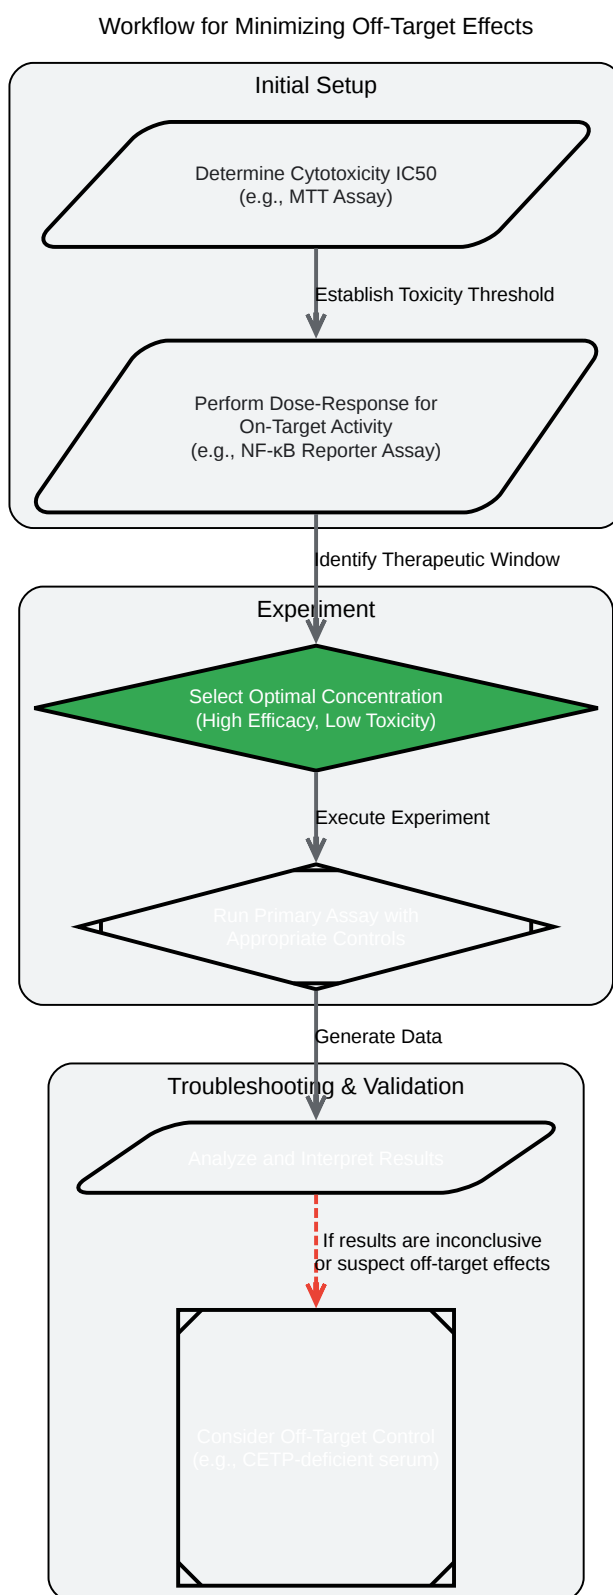 Workflow for Minimizing Off-Target Effects
Initial Setup
Determine Cytotoxicity IC50
(e.g., MTT Assay)
Establish Toxicity Threshold
Perform Dose-Response for
On-Target Activity
(e.g., NF-κB Reporter Assay)
Identify Therapeutic Window
Experiment
Select Optimal Concentration
(High Efficacy, Low Toxicity)
Execute Experiment
Run Primary Assay with
Appropriate Controls
Generate Data
Troubleshooting & Validation
Analyze and Interpret Results
If results are inconclusive
or suspect off-target effects
Consider Off-Target Control
(e.g., CETP-deficient serum)